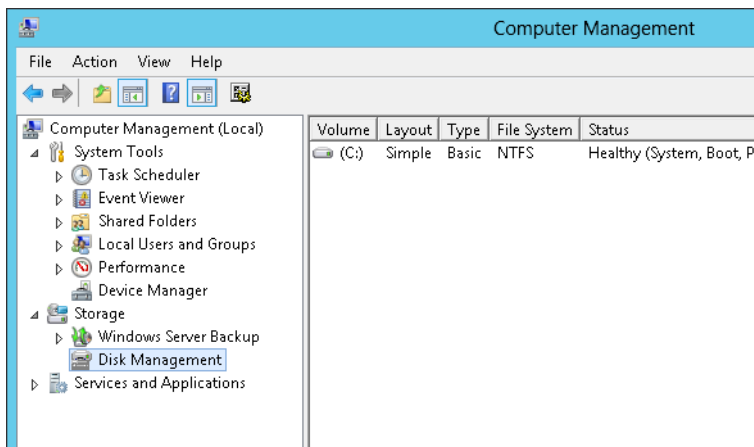 Computer Management
File Action View Help
Computer Management (Local)
System Tools
Task Scheduler
Event Viewer
Shared Folders
Local Users and Groups
Performance
Device Manager
Storage
Windows Server Backup
Disk Management
Services and Applications
Volume Layout Type File System Status
(C:) Simple Basic NTFS Healthy (System, Boot, P